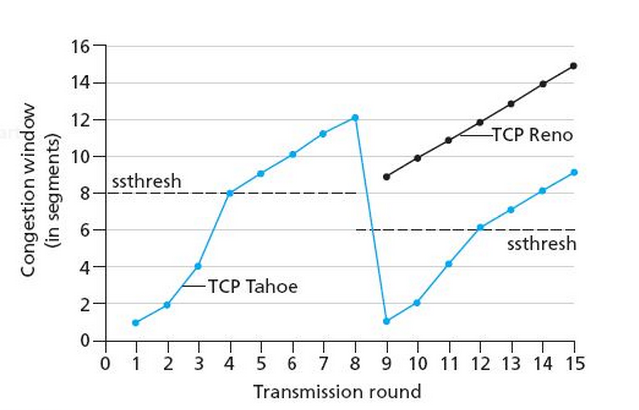 Congestion window
(in segments)
16
14
12
10
8
6
4
2
0
ssthresh
TCP Reno
ssthresh
TCP Tahoe
0 1 2 3 4 5 6 7 8 9 10 11 12 13 14 15
Transmission round